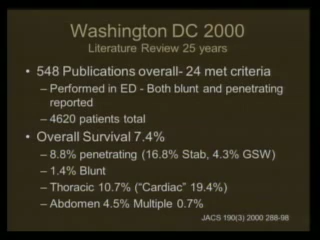 Washington DC 2000
Literature Review 25 years
• 548 Publications overall- 24 met criteria
– Performed in ED - Both blunt and penetrating
reported
– 4620 patients total
• Overall Survival 7.4%
– 8.8% penetrating (16.8% Stab, 4.3% GSW)
– 1.4% Blunt
– Thoracic 10.7% ("Cardiac" 19.4%)
– Abdomen 4.5% Multiple 0.7%
JACS 190(3) 2000 288-98